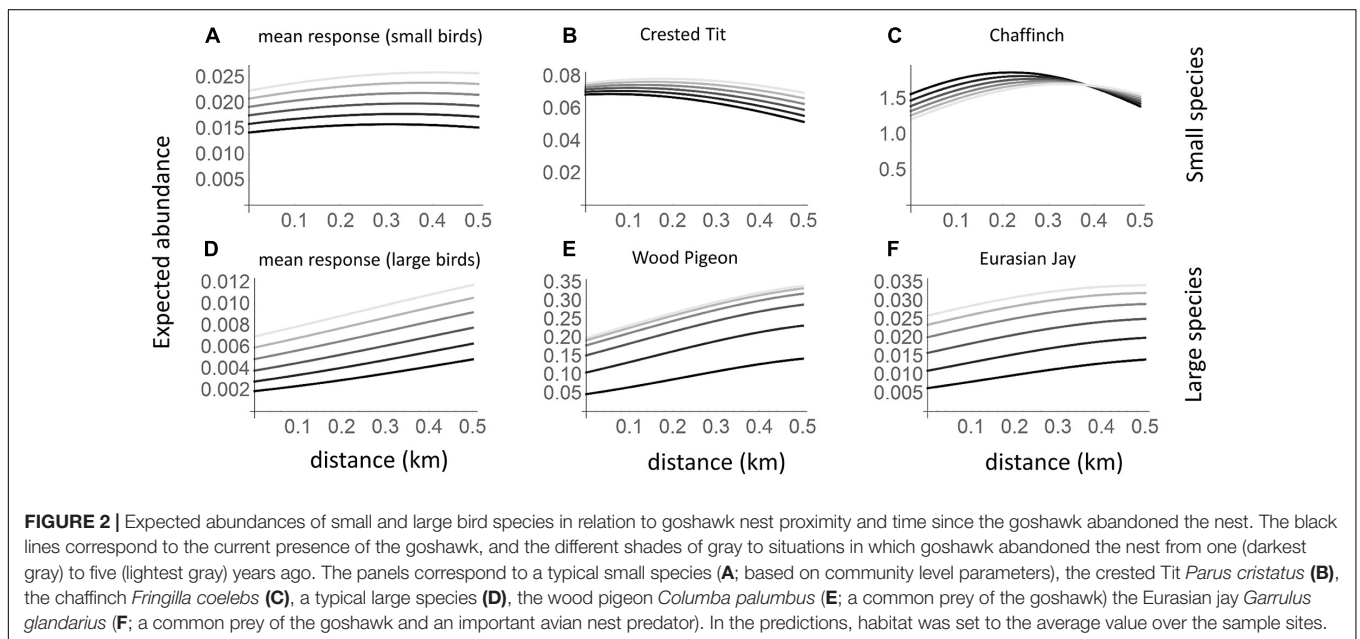 A mean response (small birds)
B Crested Tit
C Chaffinch
0.025
0.020
0.015
0.010
0.005
0.1 0.2 0.3 0.4 0.5
0.08
0.06
0.04
0.02
0.1 0.2 0.3 0.4 0.5
1.5
1.0
0.5
0.1 0.2 0.3 0.4 0.5
Small species
Expected abundance
D mean response (large birds)
E Wood Pigeon
F Eurasian Jay
0.012
0.010
0.008
0.006
0.004
0.002
0.1 0.2 0.3 0.4 0.5
distance (km)
0.35
0.30
0.25
0.20
0.15
0.10
0.05
0.1 0.2 0.3 0.4 0.5
distance (km)
0.035
0.030
0.025
0.020
0.015
0.010
0.005
0.1 0.2 0.3 0.4 0.5
distance (km)
Large species
FIGURE 2 | Expected abundances of small and large bird species in relation to goshawk nest proximity and time since the goshawk abandoned the nest. The black
lines correspond to the current presence of the goshawk, and the different shades of gray to situations in which goshawk abandoned the nest from one (darkest
gray) to five (lightest gray) years ago. The panels correspond to a typical small species (A; based on community level parameters), the crested Tit Parus cristatus (B),
the chaffinch Fringilla coelebs (C), a typical large species (D), the wood pigeon Columba palumbus (E; a common prey of the goshawk) the Eurasian jay Garrulus
glandarius (F; a common prey of the goshawk and an important avian nest predator). In the predictions, habitat was set to the average value over the sample sites.